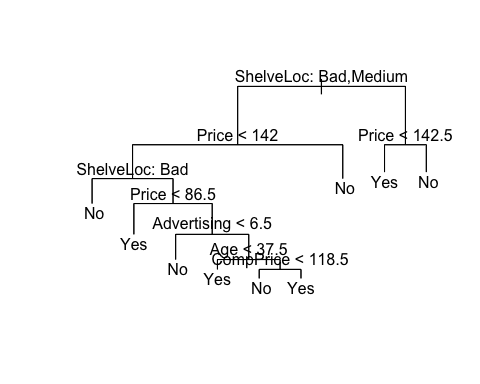 ShelveLoc: Bad,Medium
Price < 142
Price < 142.5
ShelveLoc: Bad
Yes
No
No
Price < 86.5
No
Advertising < 6.5
Yes
Age < 37.5
CompPrice < 118.5
No
Yes
No
Yes